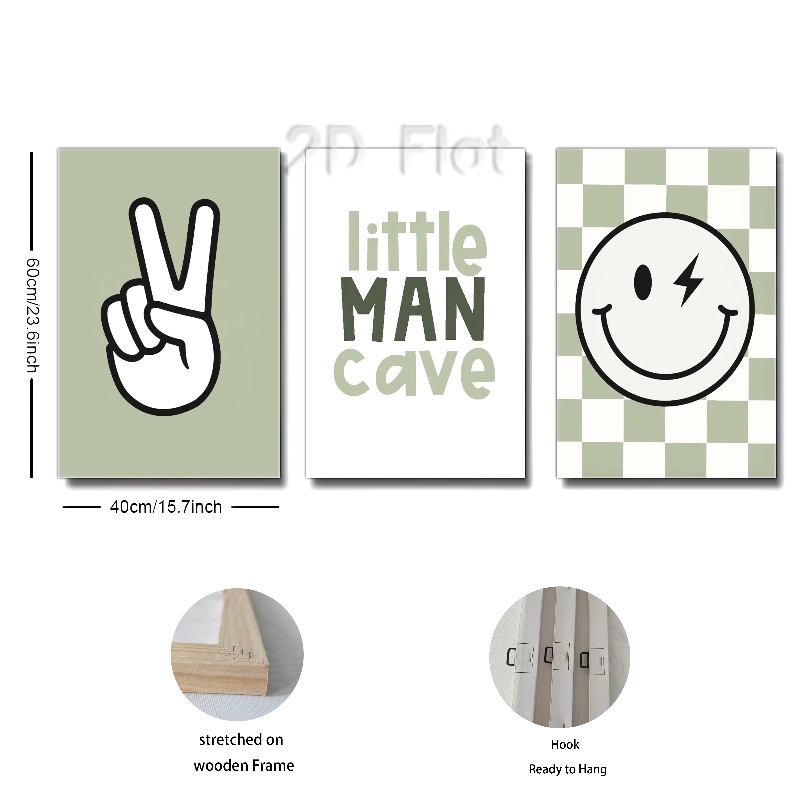 2D Flat
little
MAN
cave
60cm/23.6inch
40cm/15.7inch
stretched on
wooden Frame
Hook
Ready to Hang